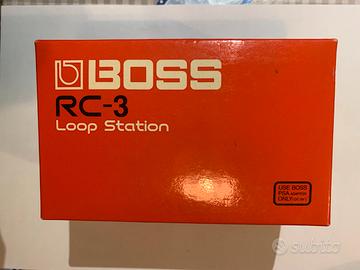 BOSS
RC-3
Loop Station
USE BOSS
PSA ADAPTOR
ONLY
subito